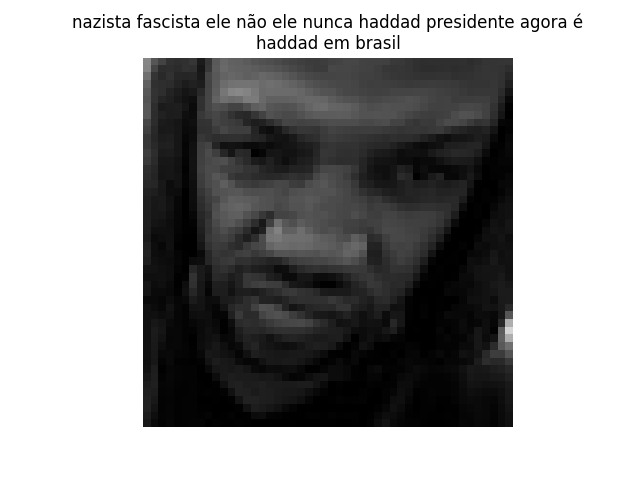 nazista fascista ele não ele nunca haddad presidente agora é
haddad em brasil